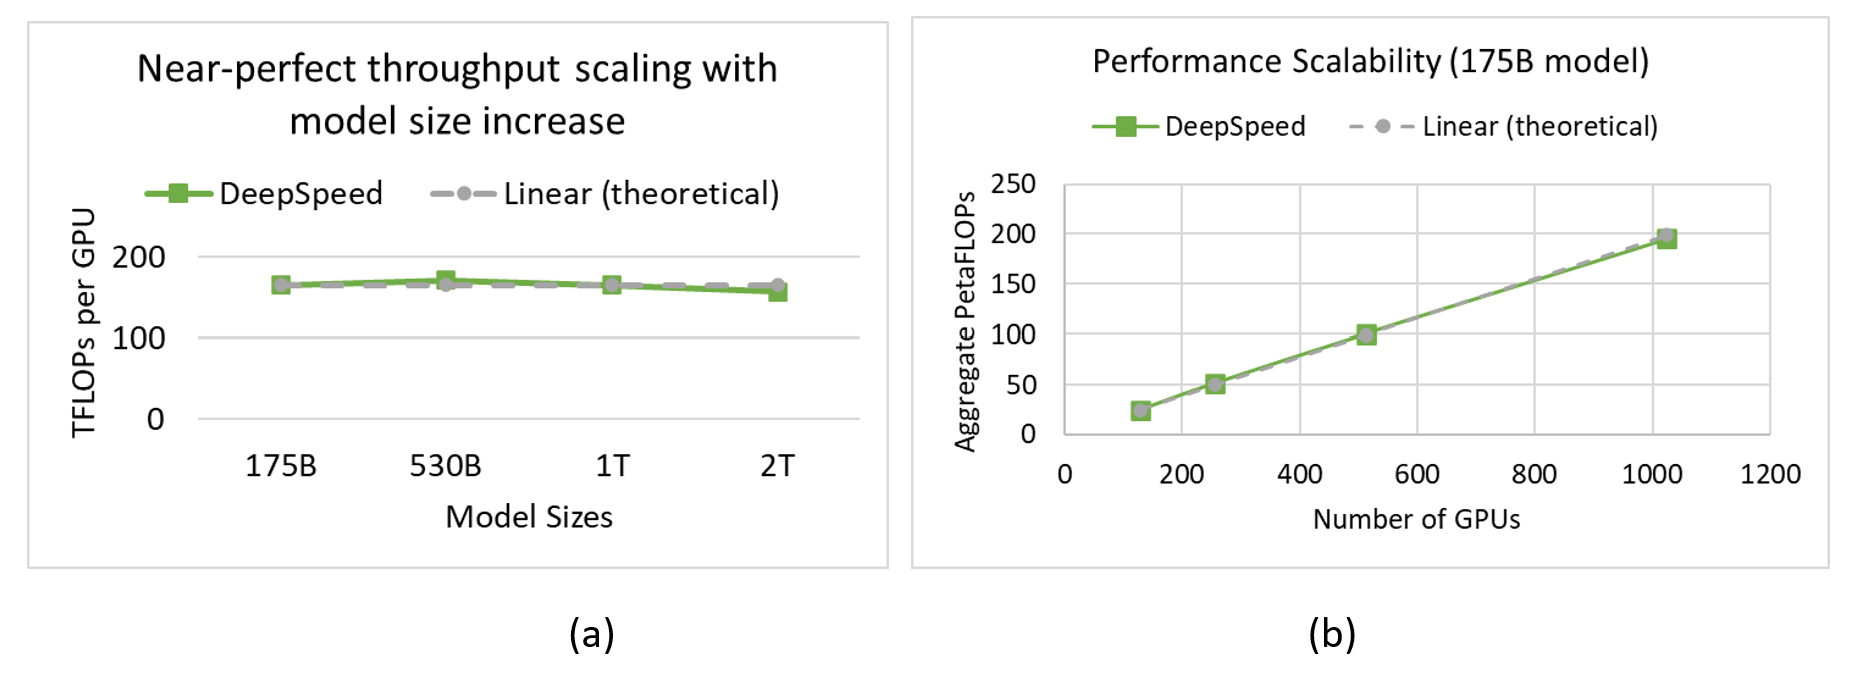 Near-perfect throughput scaling with
model size increase
DeepSpeed
Linear (theoretical)
TFLOPs per GPU
200
100
0
175B
530B
1T
2T
Model Sizes
(a)
Performance Scalability (175B model)
DeepSpeed
Linear (theoretical)
Aggregate PetaFLOPs
250
200
150
100
50
0
0
200
400
600
800
1000
1200
Number of GPUs
(b)